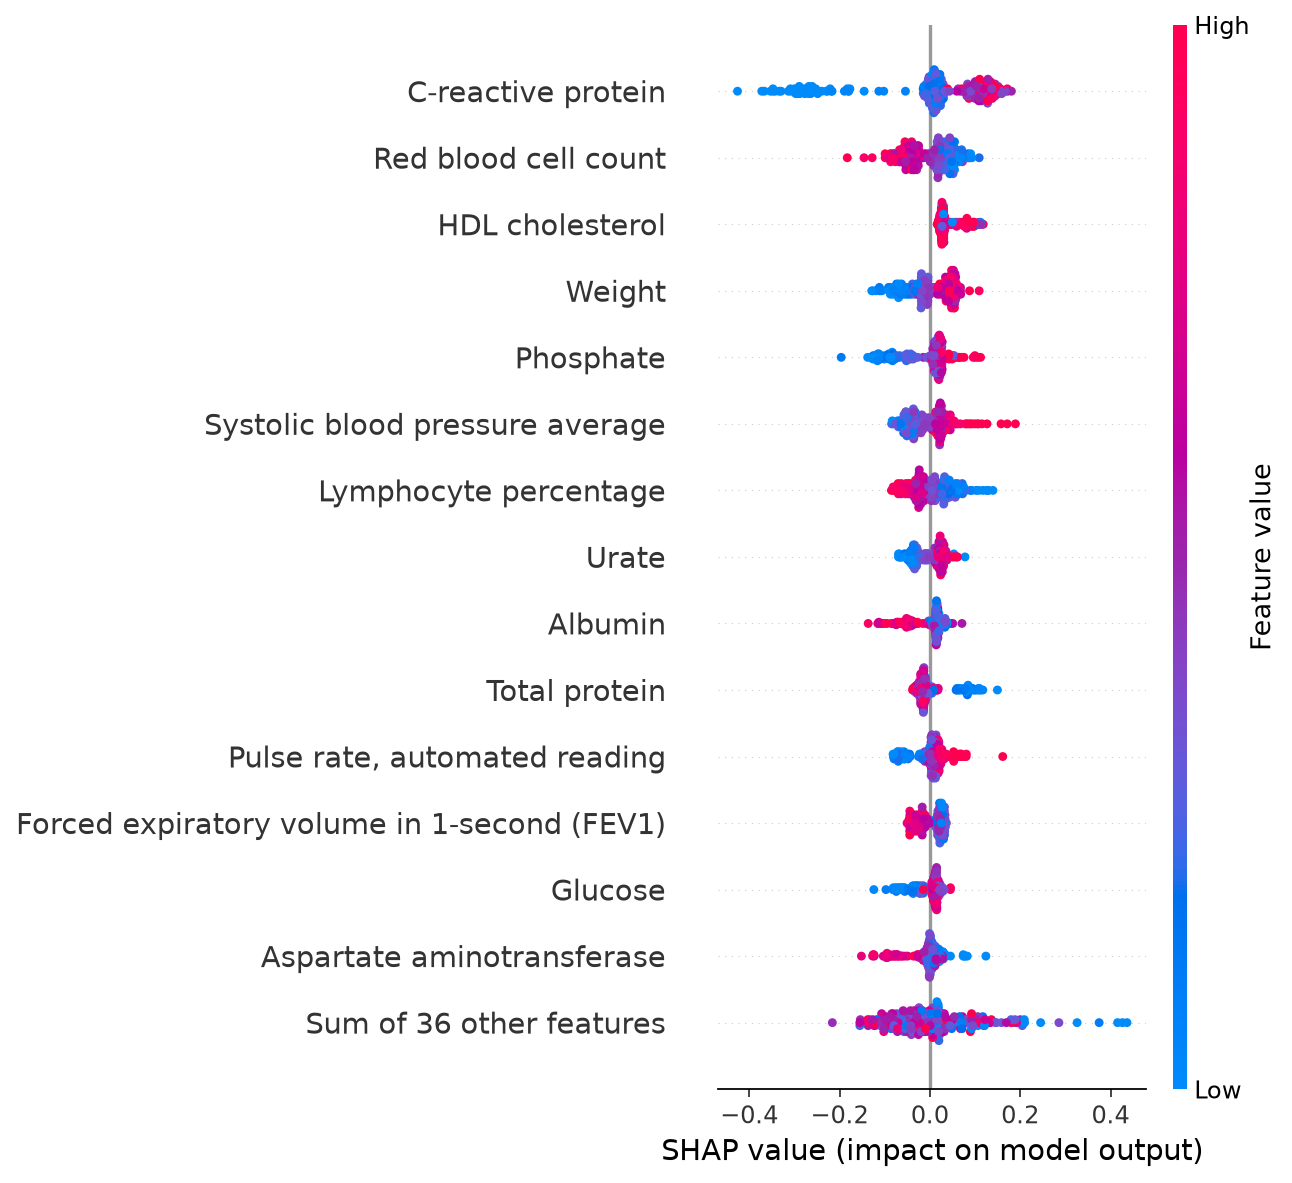 High
C-reactive protein
Red blood cell count
HDL cholesterol
Weight
Phosphate
Systolic blood pressure average
Lymphocyte percentage
Urate
Albumin
Total protein
Pulse rate, automated reading
Forced expiratory volume in 1-second (FEV1)
Glucose
Aspartate aminotransferase
Sum of 36 other features
Feature value
Low
−0.4 −0.2 0.0 0.2 0.4
SHAP value (impact on model output)